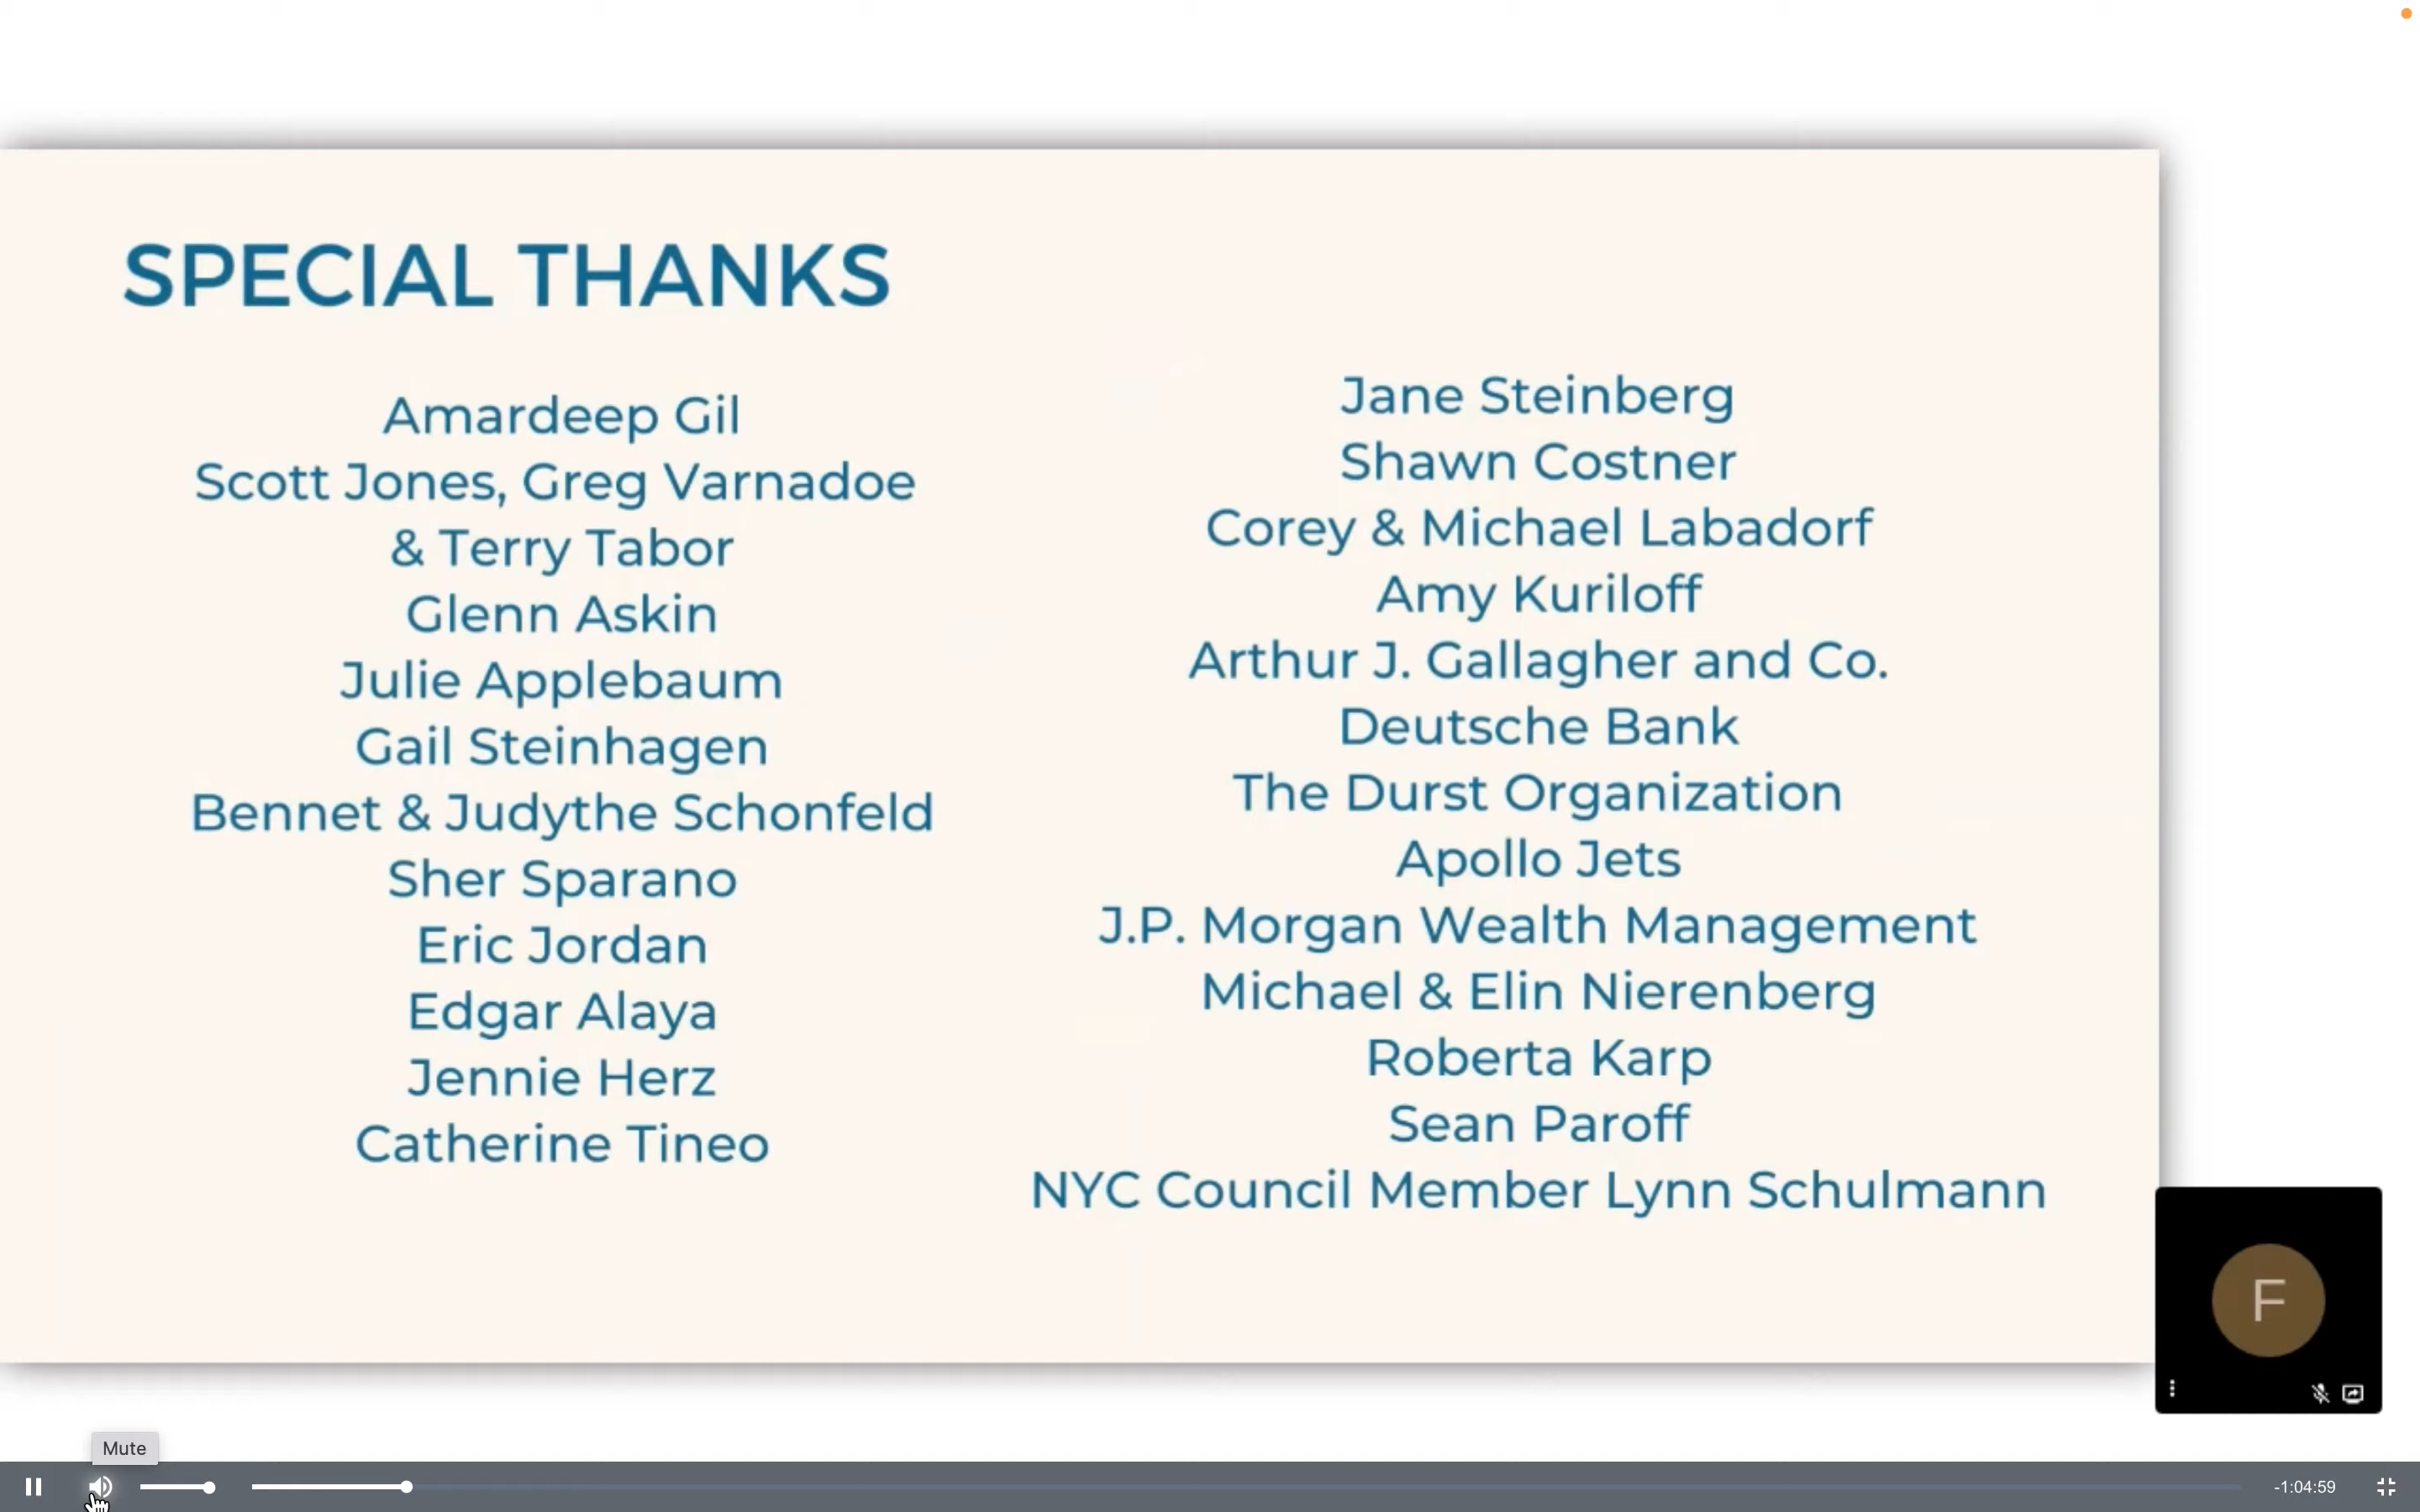 SPECIAL THANKS
Amardeep Gil
Scott Jones, Greg Varnadoe
& Terry Tabor
Glenn Askin
Julie Applebaum
Gail Steinhagen
Bennet & Judythe Schonfeld
Sher Sparano
Eric Jordan
Edgar Alaya
Jennie Herz
Catherine Tineo
Jane Steinberg
Shawn Costner
Corey & Michael Labadorf
Amy Kuriloff
Arthur J. Gallagher and Co.
Deutsche Bank
The Durst Organization
Apollo Jets
J.P. Morgan Wealth Management
Michael & Elin Nierenberg
Roberta Karp
Sean Paroff
NYC Council Member Lynn Schulmann
F
Mute
-1:04:59